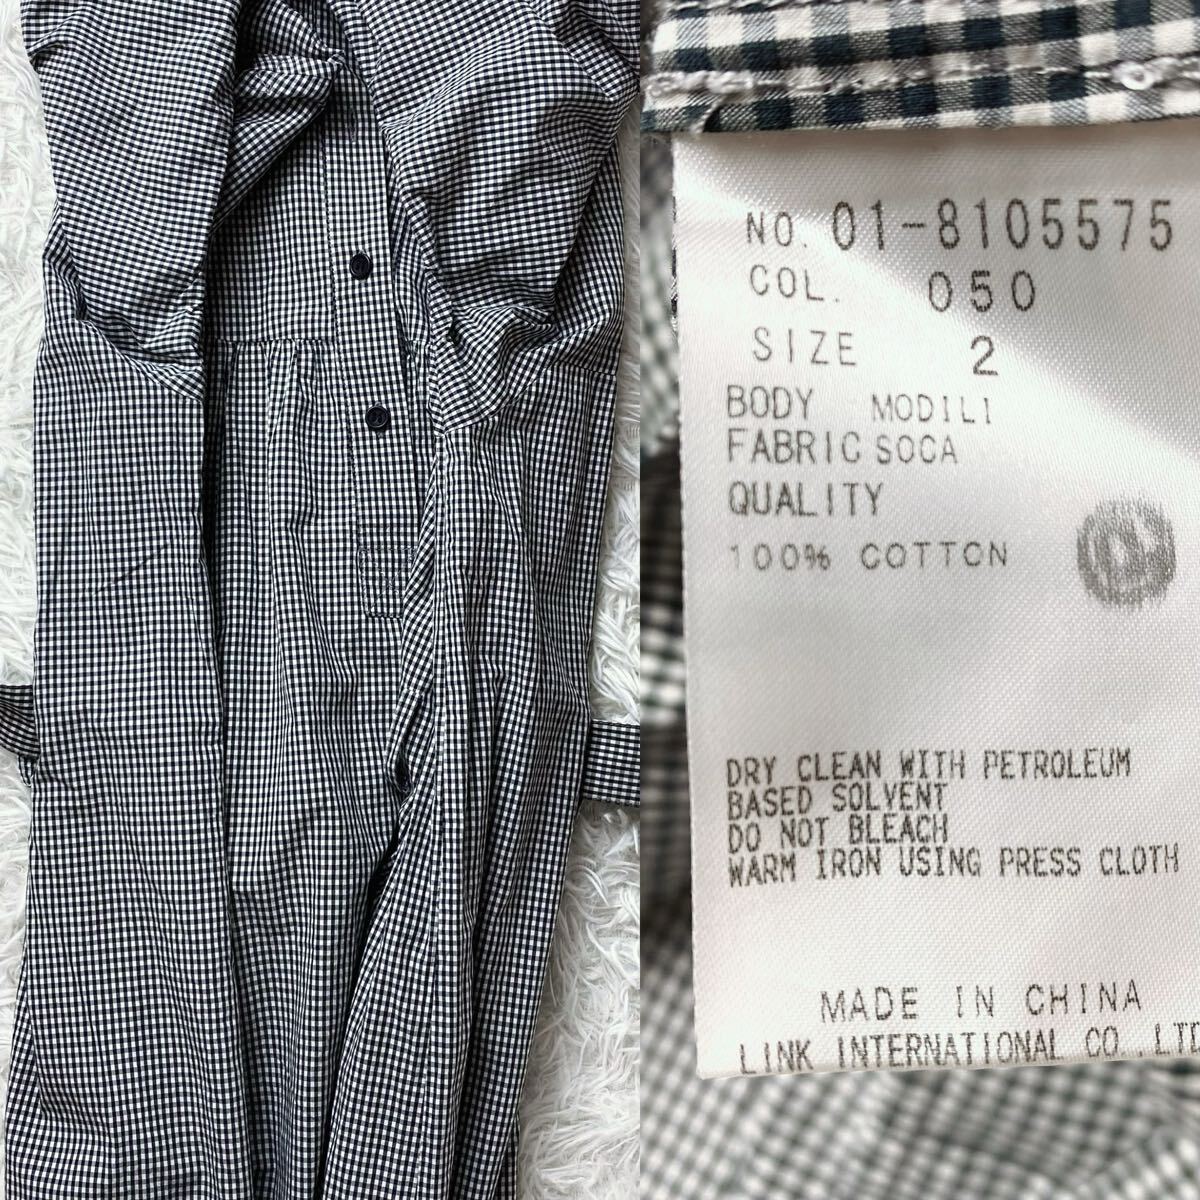 NO. 01-8105575
COL. 050
SIZE 2
BODY MODILI
FABRIC SOCA
QUALITY
100% COTTON
DRY CLEAN WITH PETROLEUM
BASED SOLVENT
DO NOT BLEACH
WARM IRON USING PRESS CLOTH
MADE IN CHINA
LINK INTERNATIONAL CO.,LTD